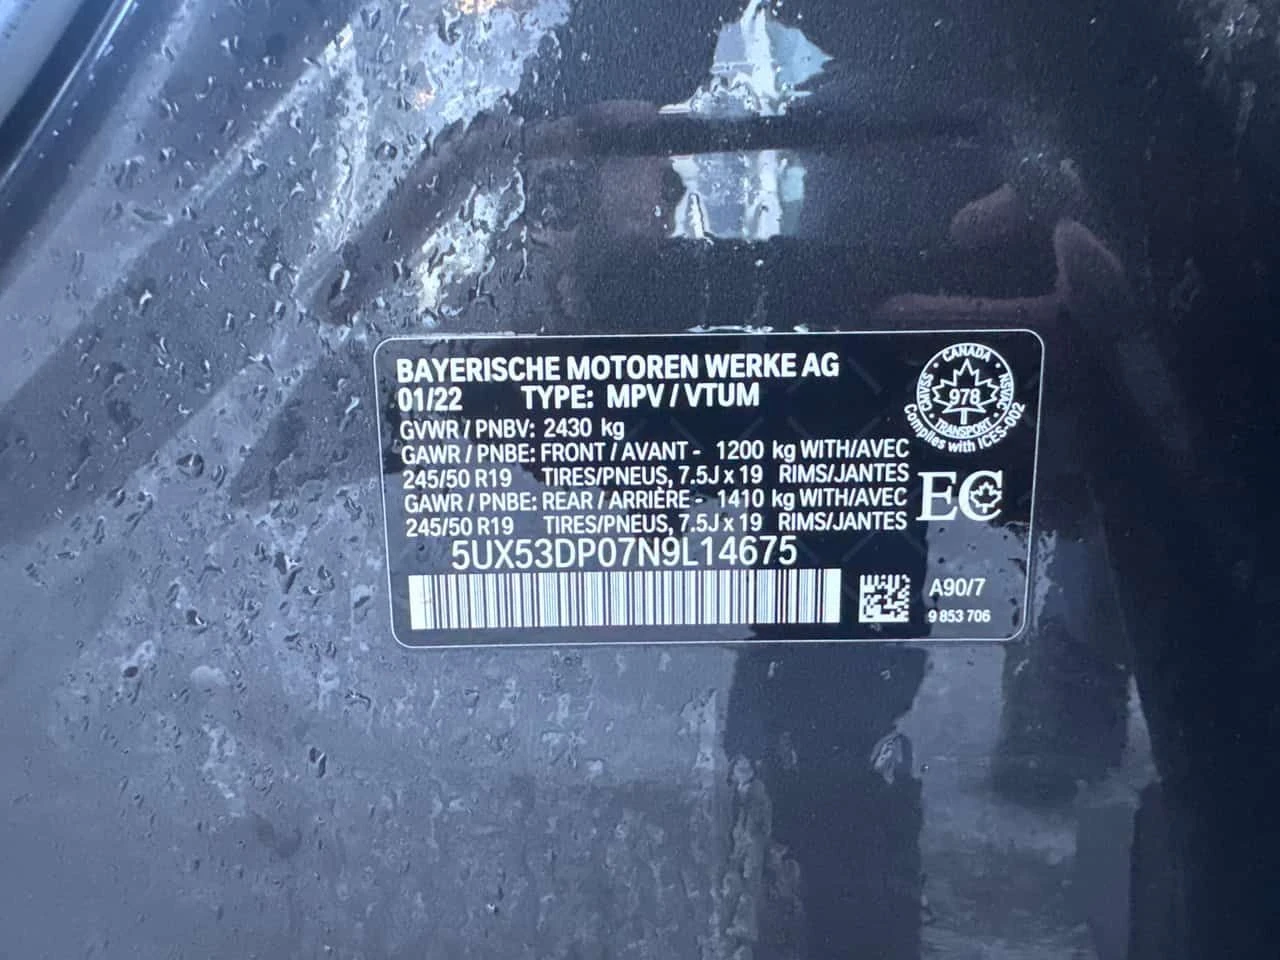 BAYERISCHE MOTOREN WERKE AG
01/22 TYPE: MPV / VTUM
GVWR / PNBV: 2430 kg
GAWR / PNBE: FRONT / AVANT - 1200 kg WITH/AVEC
245/50 R19 TIRES/PNEUS, 7.5J x 19 RIMS/JANTES
GAWR / PNBE: REAR / ARRIÈRE - 1410 kg WITH/AVEC
245/50 R19 TIRES/PNEUS, 7.5J x 19 RIMS/JANTES
5UX53DP07N9L14675
CANADA
NSVAC
978
CMVSS
TRANSPORT
Complies with ICES-002
EC
A90/7
9 853 706